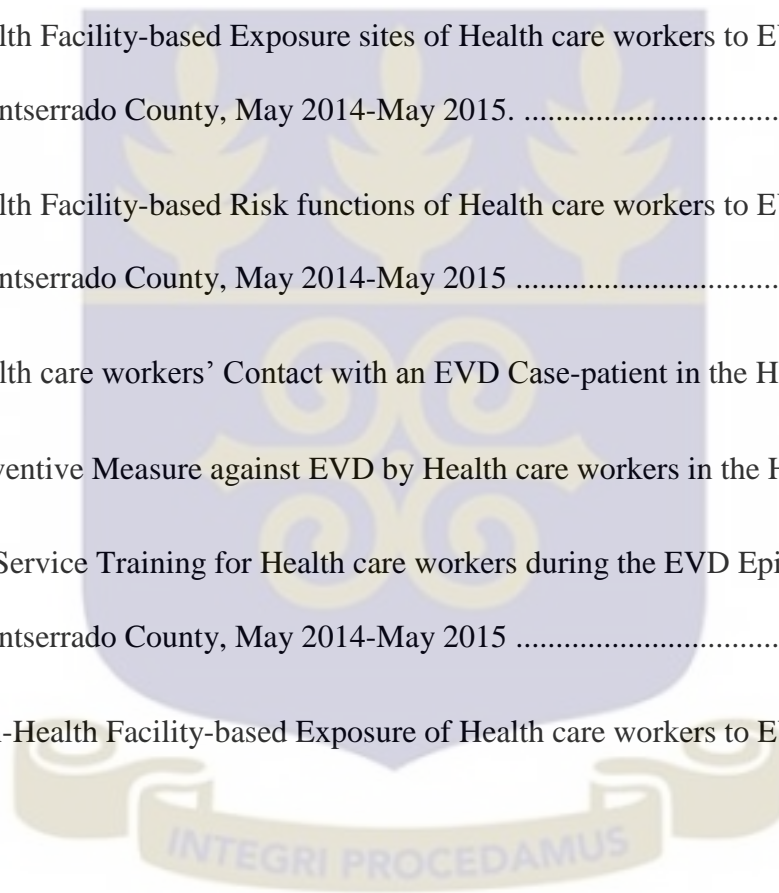 lth Facility-based Exposure sites of Health care workers to E
ntserrado County, May 2014-May 2015. ..............................
lth Facility-based Risk functions of Health care workers to E
ntserrado County, May 2014-May 2015 ...............................
lth care workers’ Contact with an EVD Case-patient in the H
ventive Measure against EVD by Health care workers in the H
Service Training for Health care workers during the EVD Epi
ntserrado County, May 2014-May 2015 ...............................
-Health Facility-based Exposure of Health care workers to E
INTEGRI PROCEDAMUS